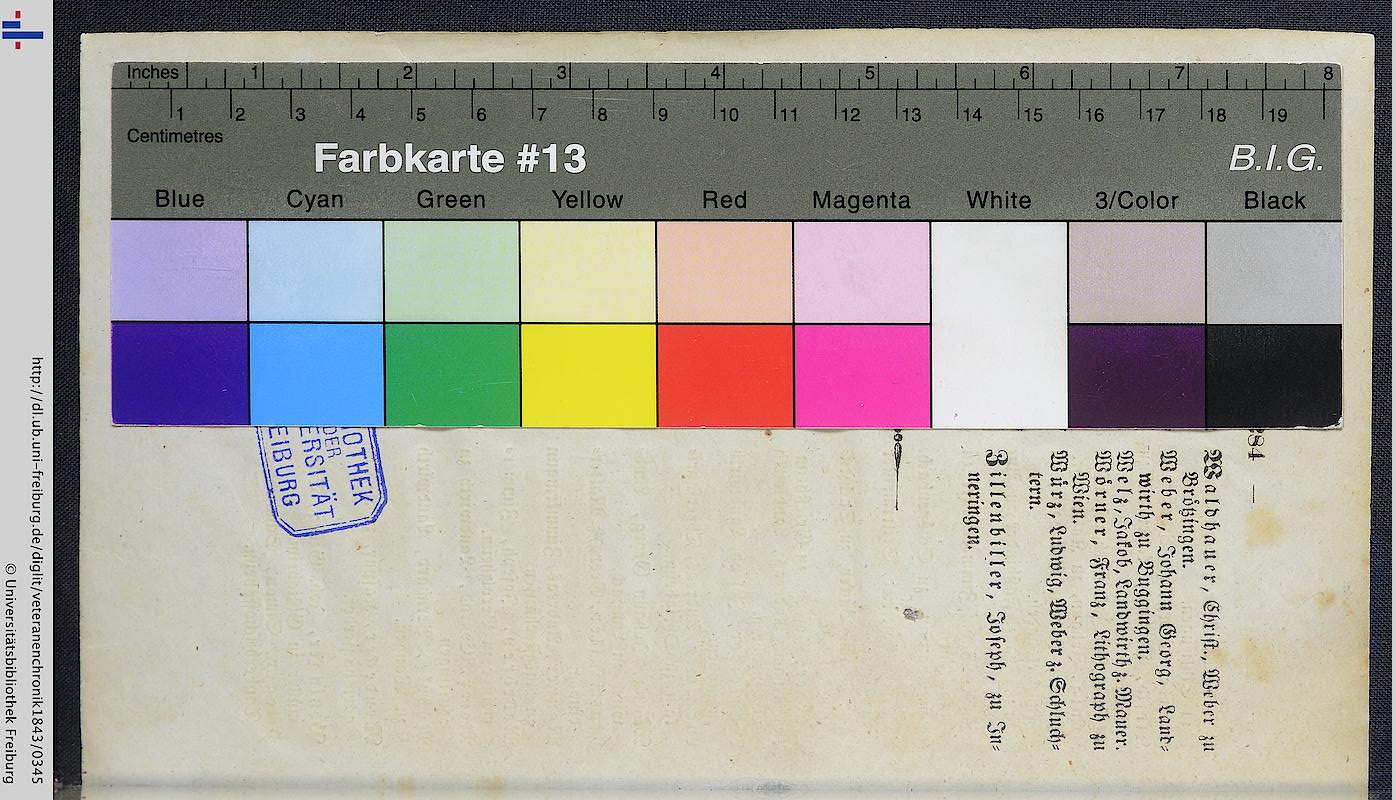 Inches 1 2 3 4 5 6 7 8
1 2 3 4 5 6 7 8 9 10 11 12 13 14 15 16 17 18 19
Centimetres
Farbkarte #13
B.I.G.
Blue Cyan Green Yellow Red Magenta White 3/Color Black
84 —
Waldhauer, Christ., Weber zu
Brötzingen.
Weber, Johann Georg, Land=
wirth zu Buggingen.
Welz, Jakob, Landwirth z. Mauer.
Wörner, Franz, Lithograph zu
Wien.
Würz, Ludwig, Weber z. Schluch=
tern.
Zillenbiller, Joseph, zu In=
neringen.
OTHEK
DER
ERSITÄT
EIBURG
http://dl.ub.uni-freiburg.de/diglit/veteranenchronik1843/0345
© Universitätsbibliothek Freiburg